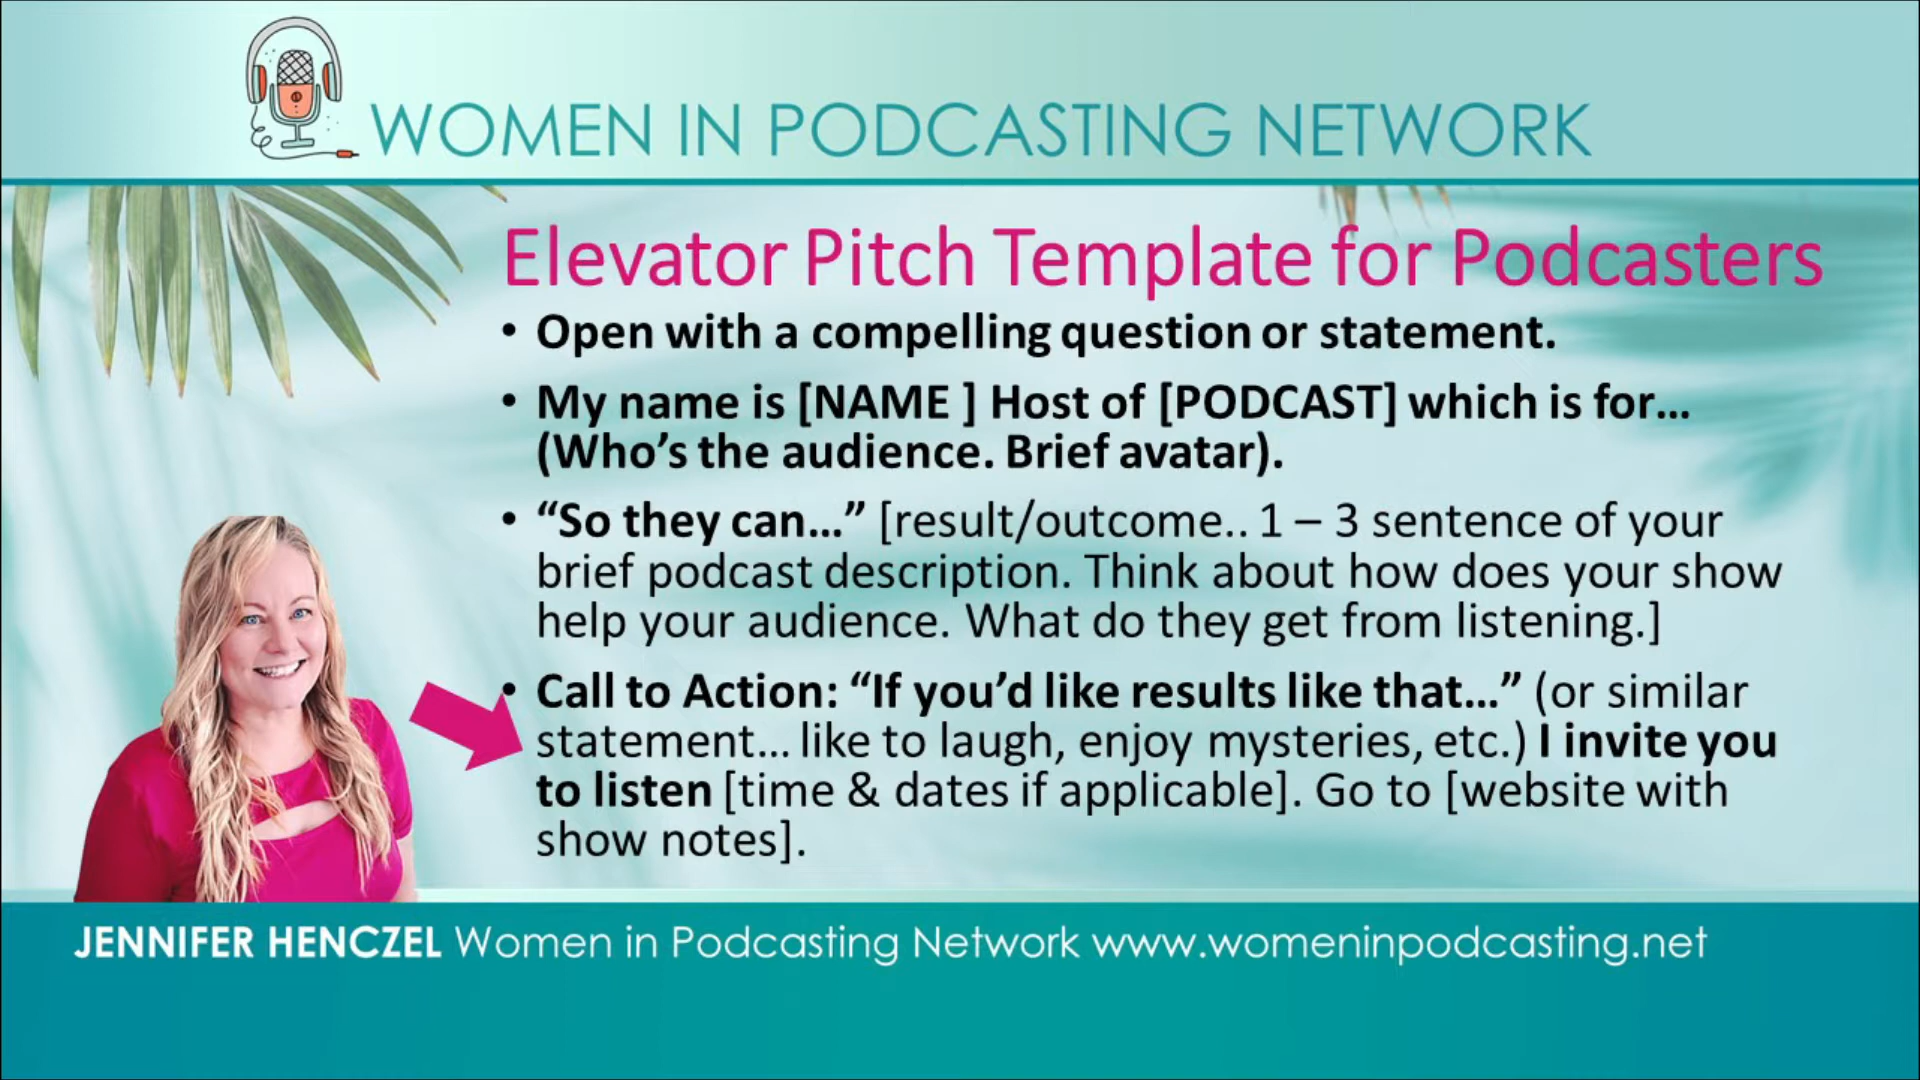 WOMEN IN PODCASTING NETWORK
Elevator Pitch Template for Podcasters
• Open with a compelling question or statement.
• My name is [NAME ] Host of [PODCAST] which is for…
(Who’s the audience. Brief avatar).
• “So they can…” [result/outcome.. 1 – 3 sentence of your
brief podcast description. Think about how does your show
help your audience. What do they get from listening.]
• Call to Action: “If you’d like results like that…” (or similar
statement… like to laugh, enjoy mysteries, etc.) I invite you
to listen [time & dates if applicable]. Go to [website with
show notes].
JENNIFER HENCZEL Women in Podcasting Network www.womeninpodcasting.net